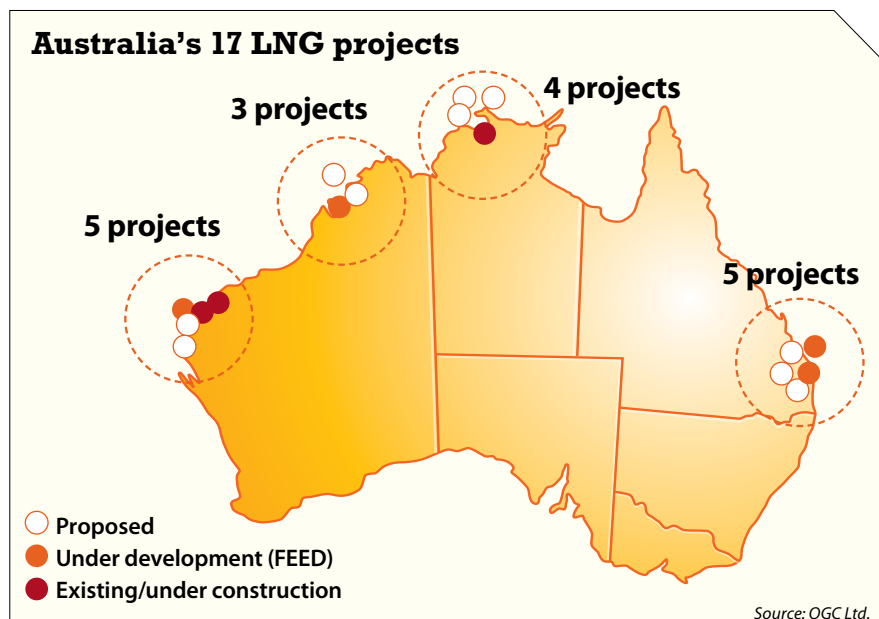 Australia's 17 LNG projects
4 projects
3 projects
5 projects
5 projects
Proposed
Under development (FEED)
Existing/under construction
Source: OGC Ltd.